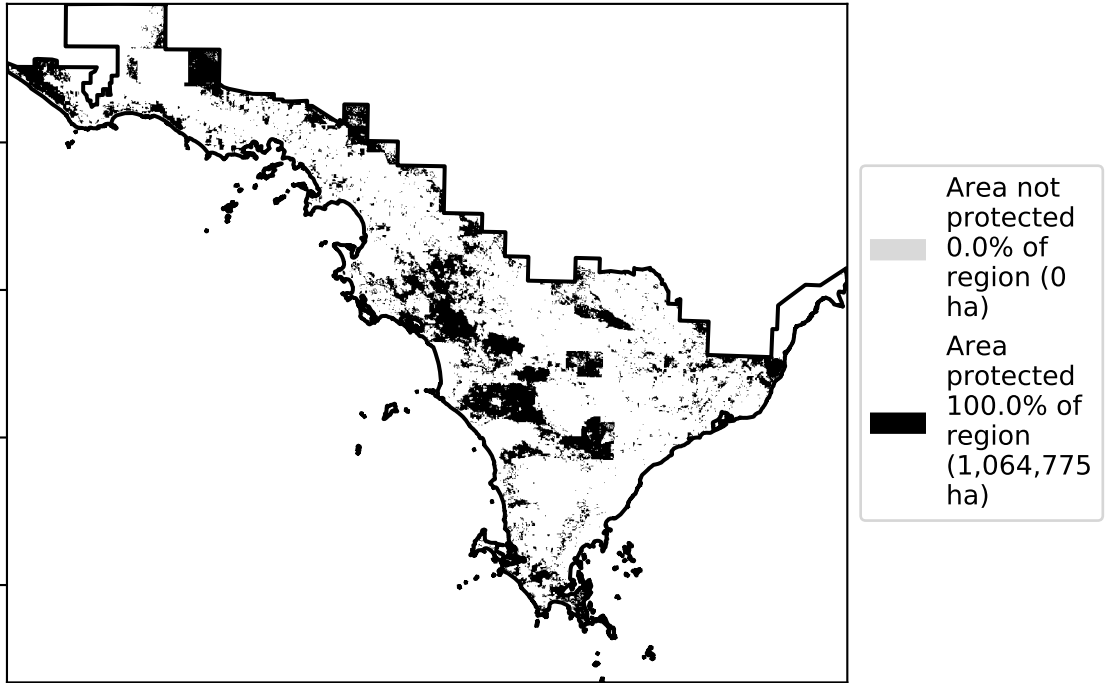 Area not
protected
0.0% of
region (0
ha)
Area
protected
100.0% of
region
(1,064,775
ha)